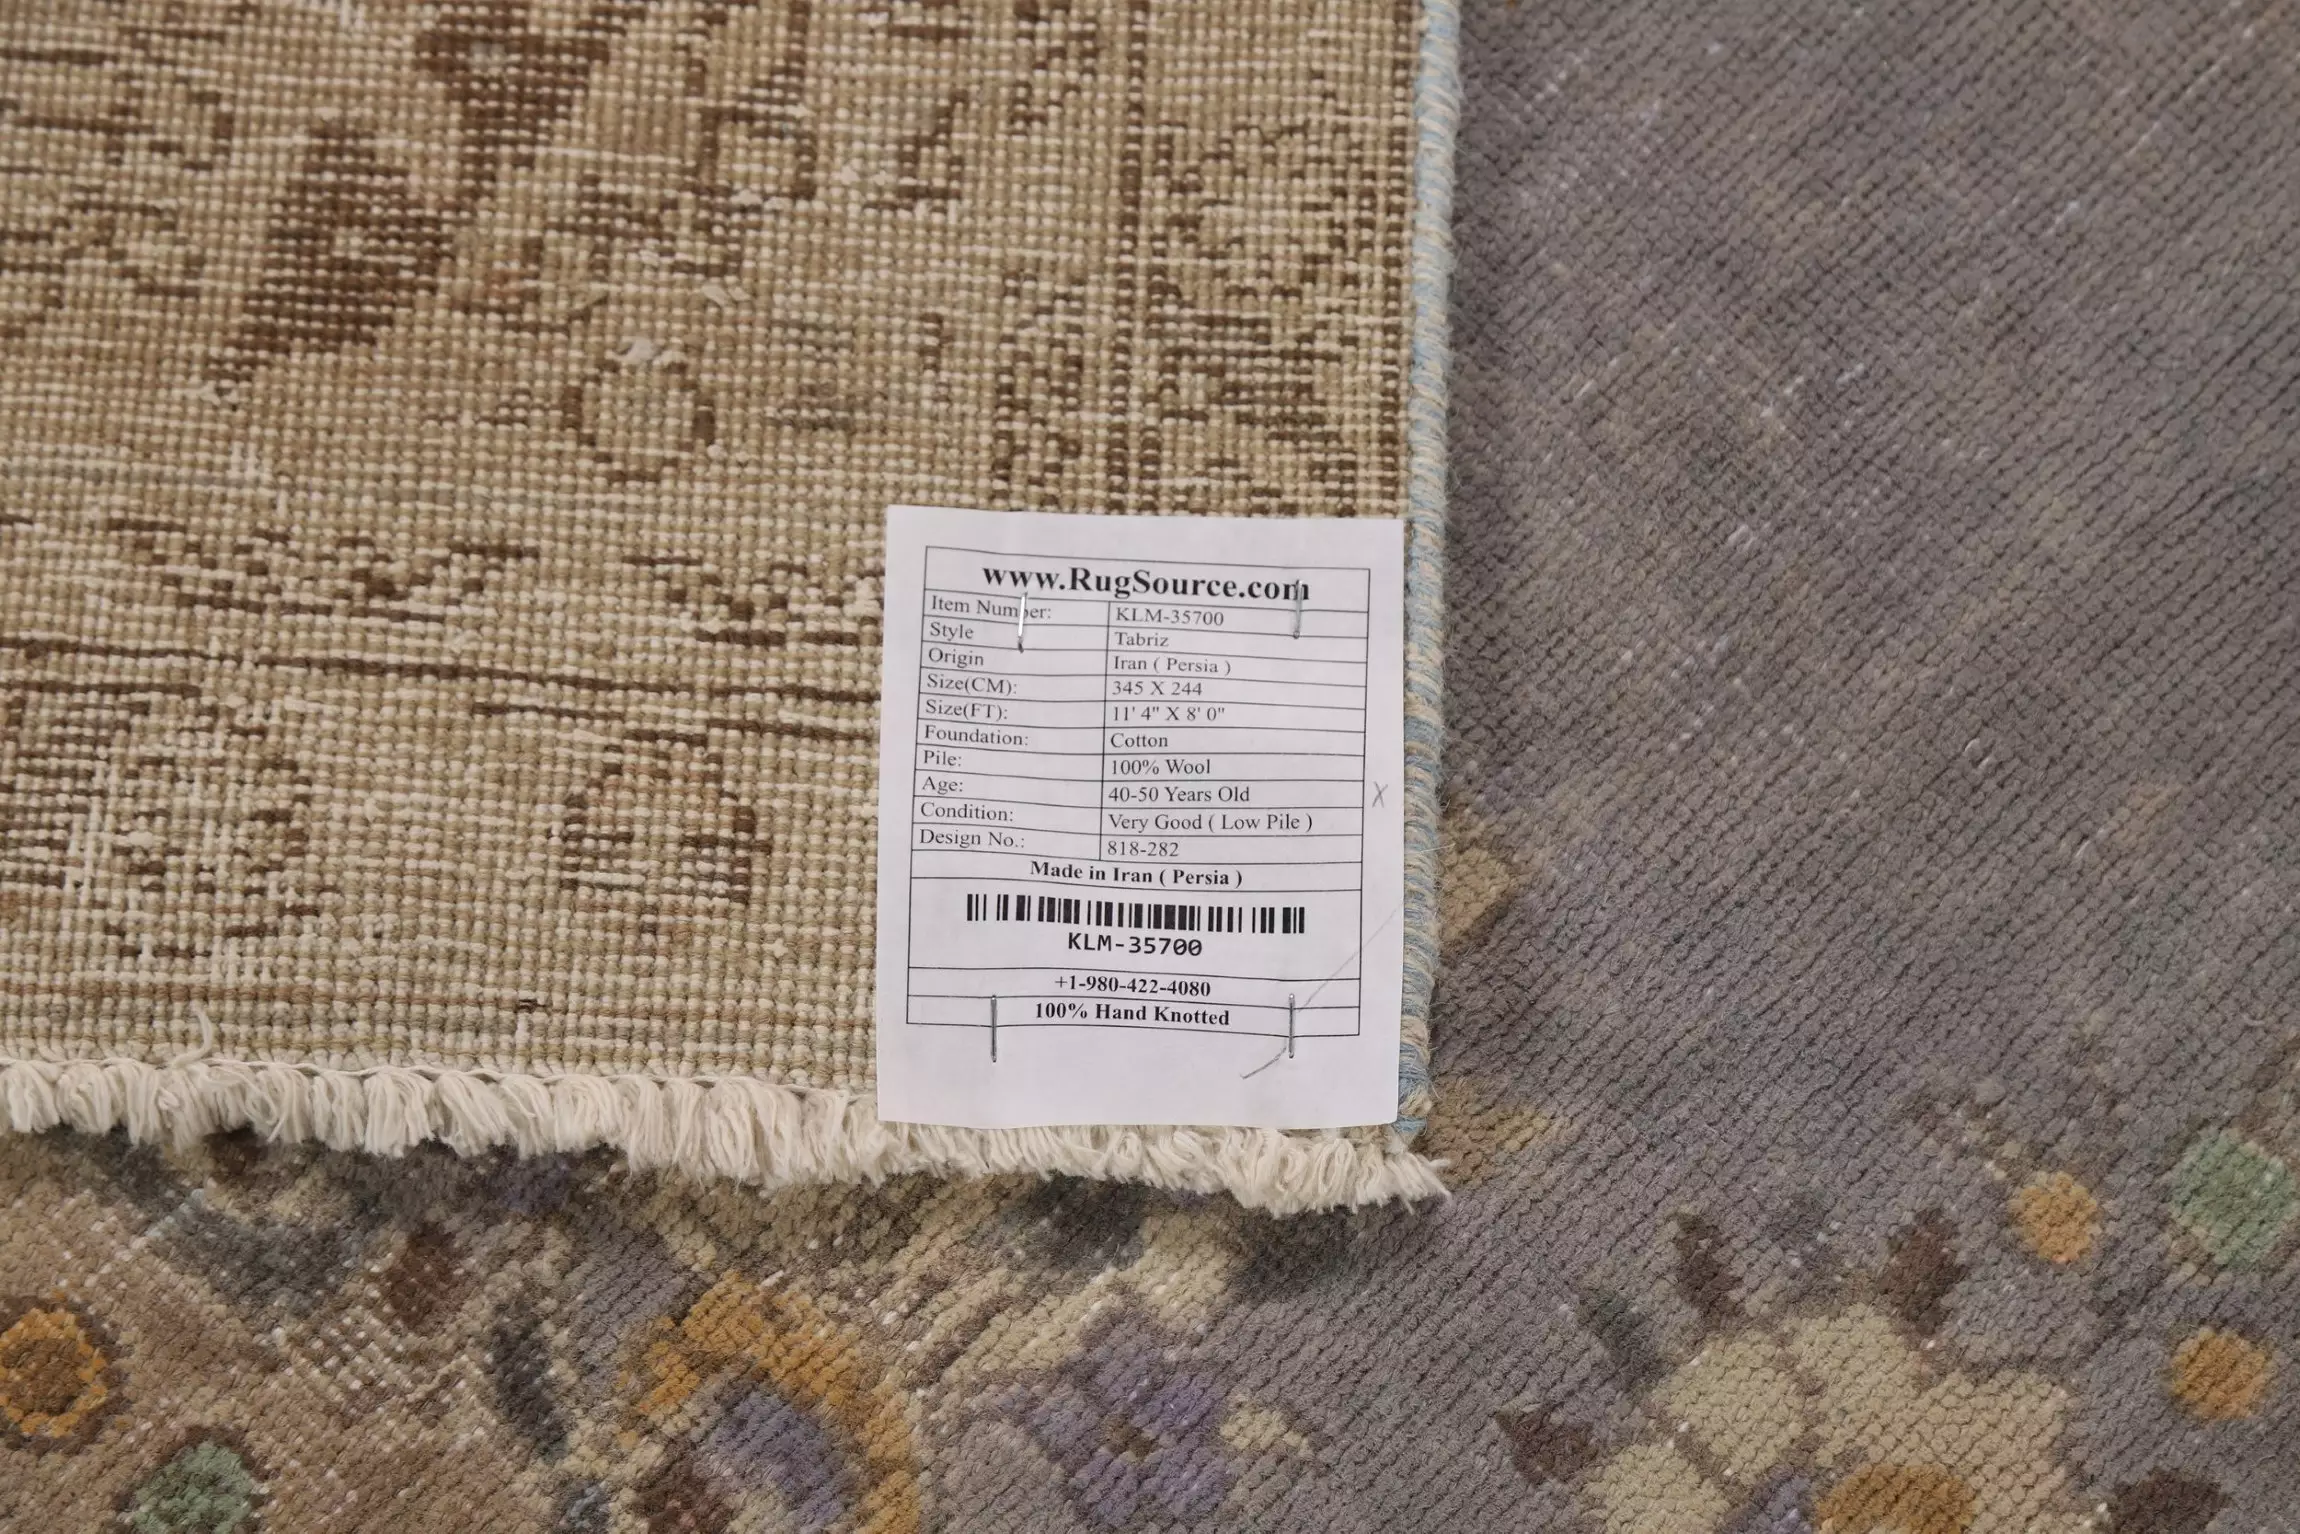 www.RugSource.com
Item Number: KLM-35700
Style Tabriz
Origin Iran ( Persia )
Size(CM): 345 X 244
Size(FT): 11' 4" X 8' 0"
Foundation: Cotton
Pile: 100% Wool
Age: 40-50 Years Old
X
Condition: Very Good ( Low Pile )
Design No.: 818-282
Made in Iran ( Persia )
KLM-35700
+1-980-422-4080
100% Hand Knotted